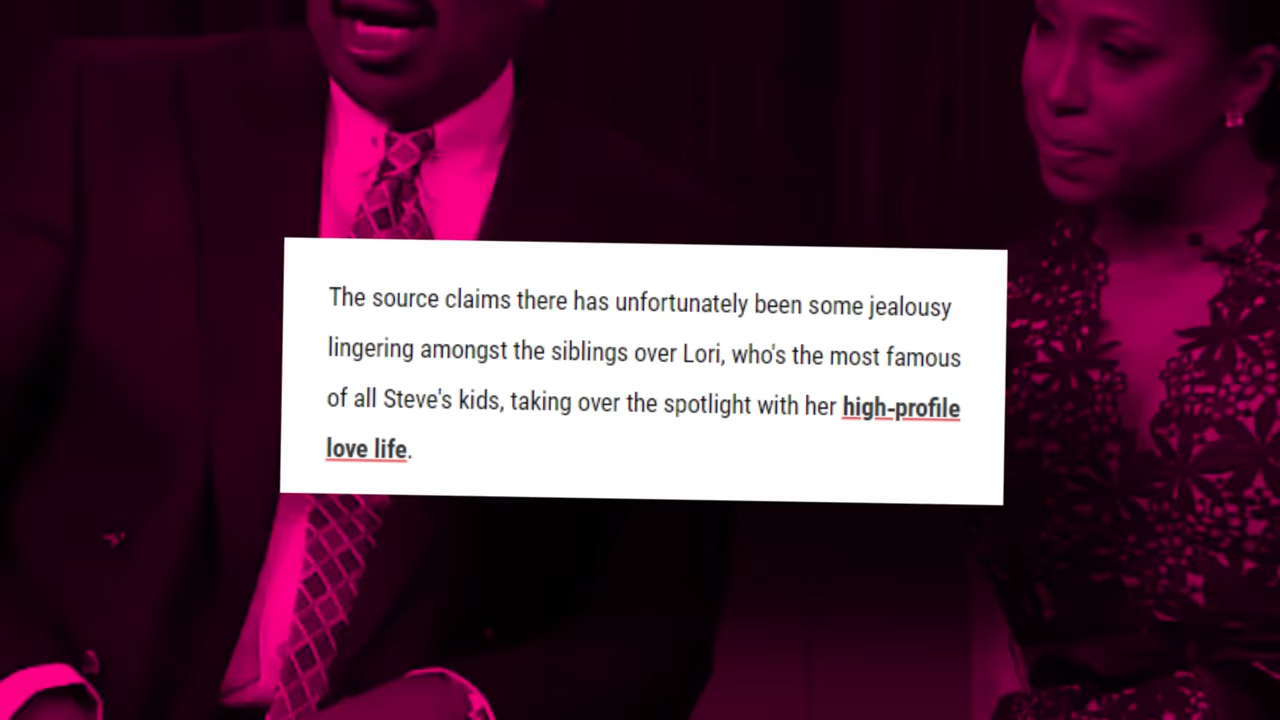 The source claims there has unfortunately been some jealousy
lingering amongst the siblings over Lori, who's the most famous
of all Steve's kids, taking over the spotlight with her high-profile
love life.